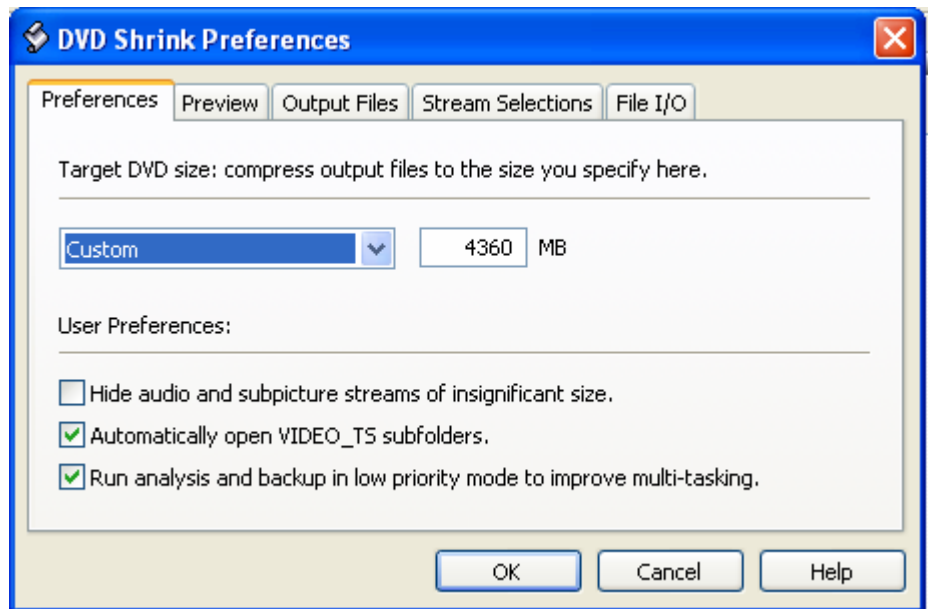 DVD Shrink Preferences
Preferences Preview Output Files Stream Selections File I/O
Target DVD size: compress output files to the size you specify here.
Custom 4360 MB
User Preferences:
Hide audio and subpicture streams of insignificant size.
Automatically open VIDEO_TS subfolders.
Run analysis and backup in low priority mode to improve multi-tasking.
OK Cancel Help